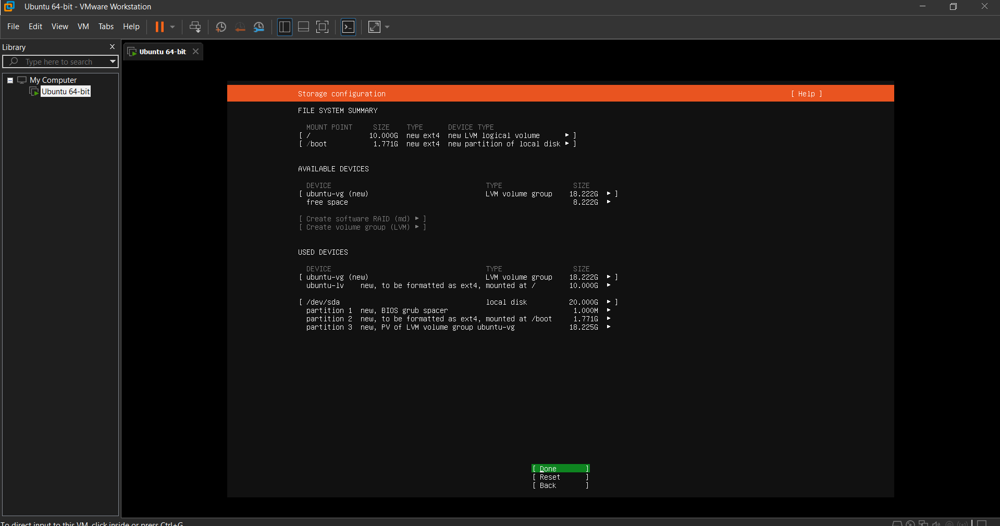 Ubuntu 64-bit - VMware Workstation
File Edit View VM Tabs Help
Library
Type here to search
My Computer
Ubuntu 64-bit
Ubuntu 64-bit
Storage configuration [ Help ]
FILE SYSTEM SUMMARY
MOUNT POINT SIZE TYPE DEVICE TYPE
[ / 10.000G new ext4 new LVM logical volume ▸ ]
[ /boot 1.771G new ext4 new partition of local disk ▸ ]
AVAILABLE DEVICES
DEVICE TYPE SIZE
[ ubuntu-vg (new) LVM volume group 18.222G ▸ ]
free space 8.222G ▸
[ Create software RAID (md) ▸ ]
[ Create volume group (LVM) ▸ ]
USED DEVICES
DEVICE TYPE SIZE
[ ubuntu-vg (new) LVM volume group 18.222G ▸ ]
ubuntu-lv new, to be formatted as ext4, mounted at / 10.000G ▸
[ /dev/sda local disk 20.000G ▸ ]
partition 1 new, BIOS grub spacer 1.000M ▸
partition 2 new, to be formatted as ext4, mounted at /boot 1.771G ▸
partition 3 new, PV of LVM volume group ubuntu-vg 18.225G ▸
[ Done ]
[ Reset ]
[ Back ]
To direct input to this VM, click inside or press Ctrl+G.